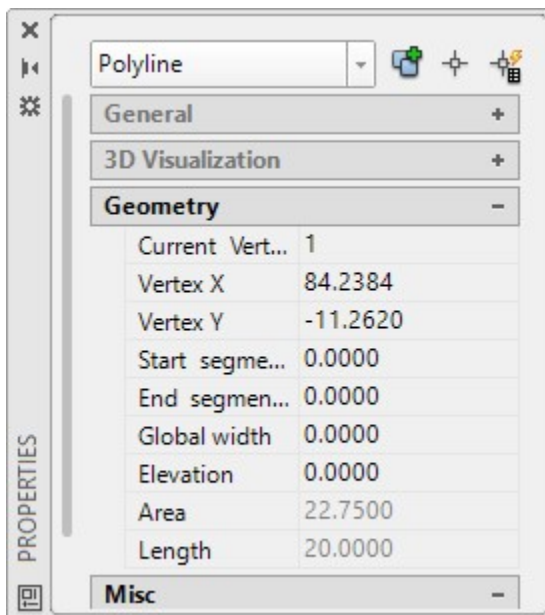 Polyline
General
3D Visualization
Geometry
Current Vert... 1
Vertex X 84.2384
Vertex Y -11.2620
Start segme... 0.0000
End segmen... 0.0000
Global width 0.0000
Elevation 0.0000
Area 22.7500
Length 20.0000
Misc
PROPERTIES